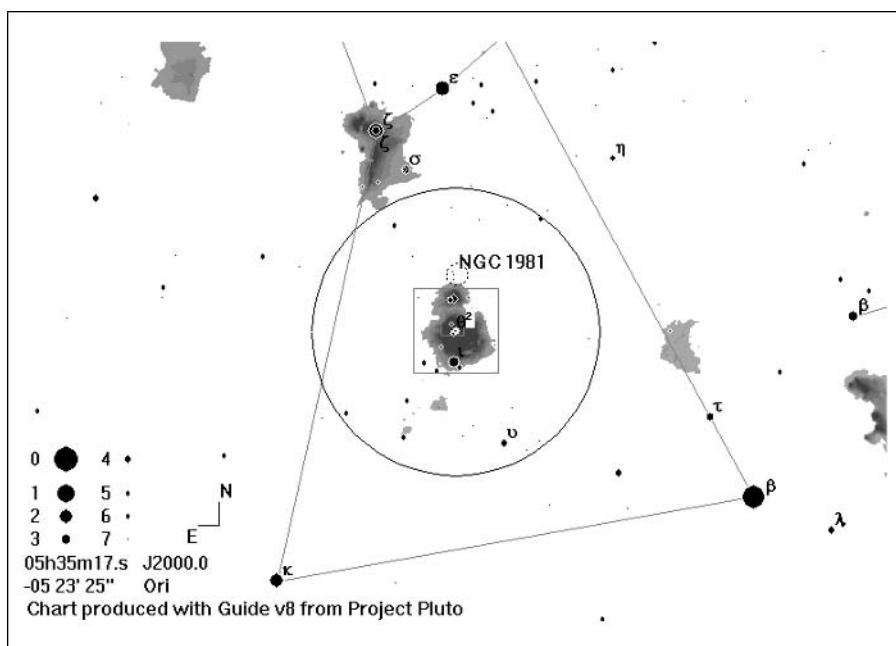 ε
ζ
ζ
σ
η
NGC 1981
β
θ²
ι
τ
υ
β
λ
κ
0 4
1 5
2 6
3 7
N
E
05h35m17.s J2000.0
-05 23' 25" Ori
Chart produced with Guide v8 from Project Pluto